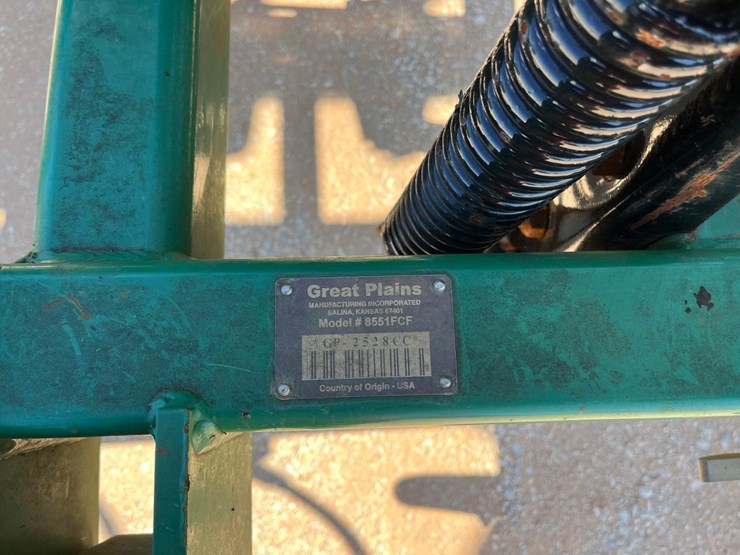 Great Plains
MANUFACTURING INCORPORATED
SALINA, KANSAS 67401
Model # 8551FCF
*GP-2528CC*
Country of Origin - USA